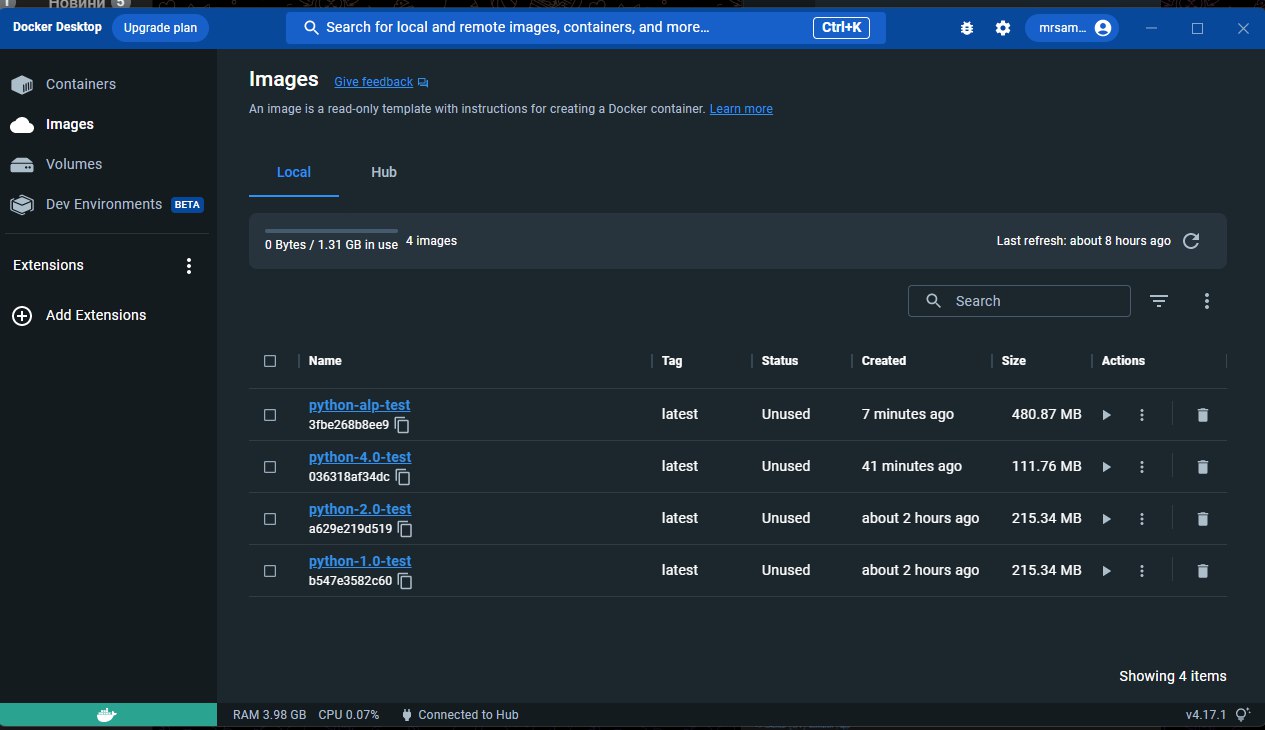 1 Новини 5
Docker Desktop Upgrade plan Search for local and remote images, containers, and more... Ctrl+K mrsam...
Containers
Images
Volumes
Dev Environments BETA
Extensions
Add Extensions
Images Give feedback
An image is a read-only template with instructions for creating a Docker container. Learn more
Local Hub
0 Bytes / 1.31 GB in use 4 images Last refresh: about 8 hours ago
Search
Name Tag Status Created Size Actions
python-alp-test
3fbe268b8ee9 latest Unused 7 minutes ago 480.87 MB
python-4.0-test
036318af34dc latest Unused 41 minutes ago 111.76 MB
python-2.0-test
a629e219d519 latest Unused about 2 hours ago 215.34 MB
python-1.0-test
b547e3582c60 latest Unused about 2 hours ago 215.34 MB
Showing 4 items
RAM 3.98 GB CPU 0.07% Connected to Hub v4.17.1